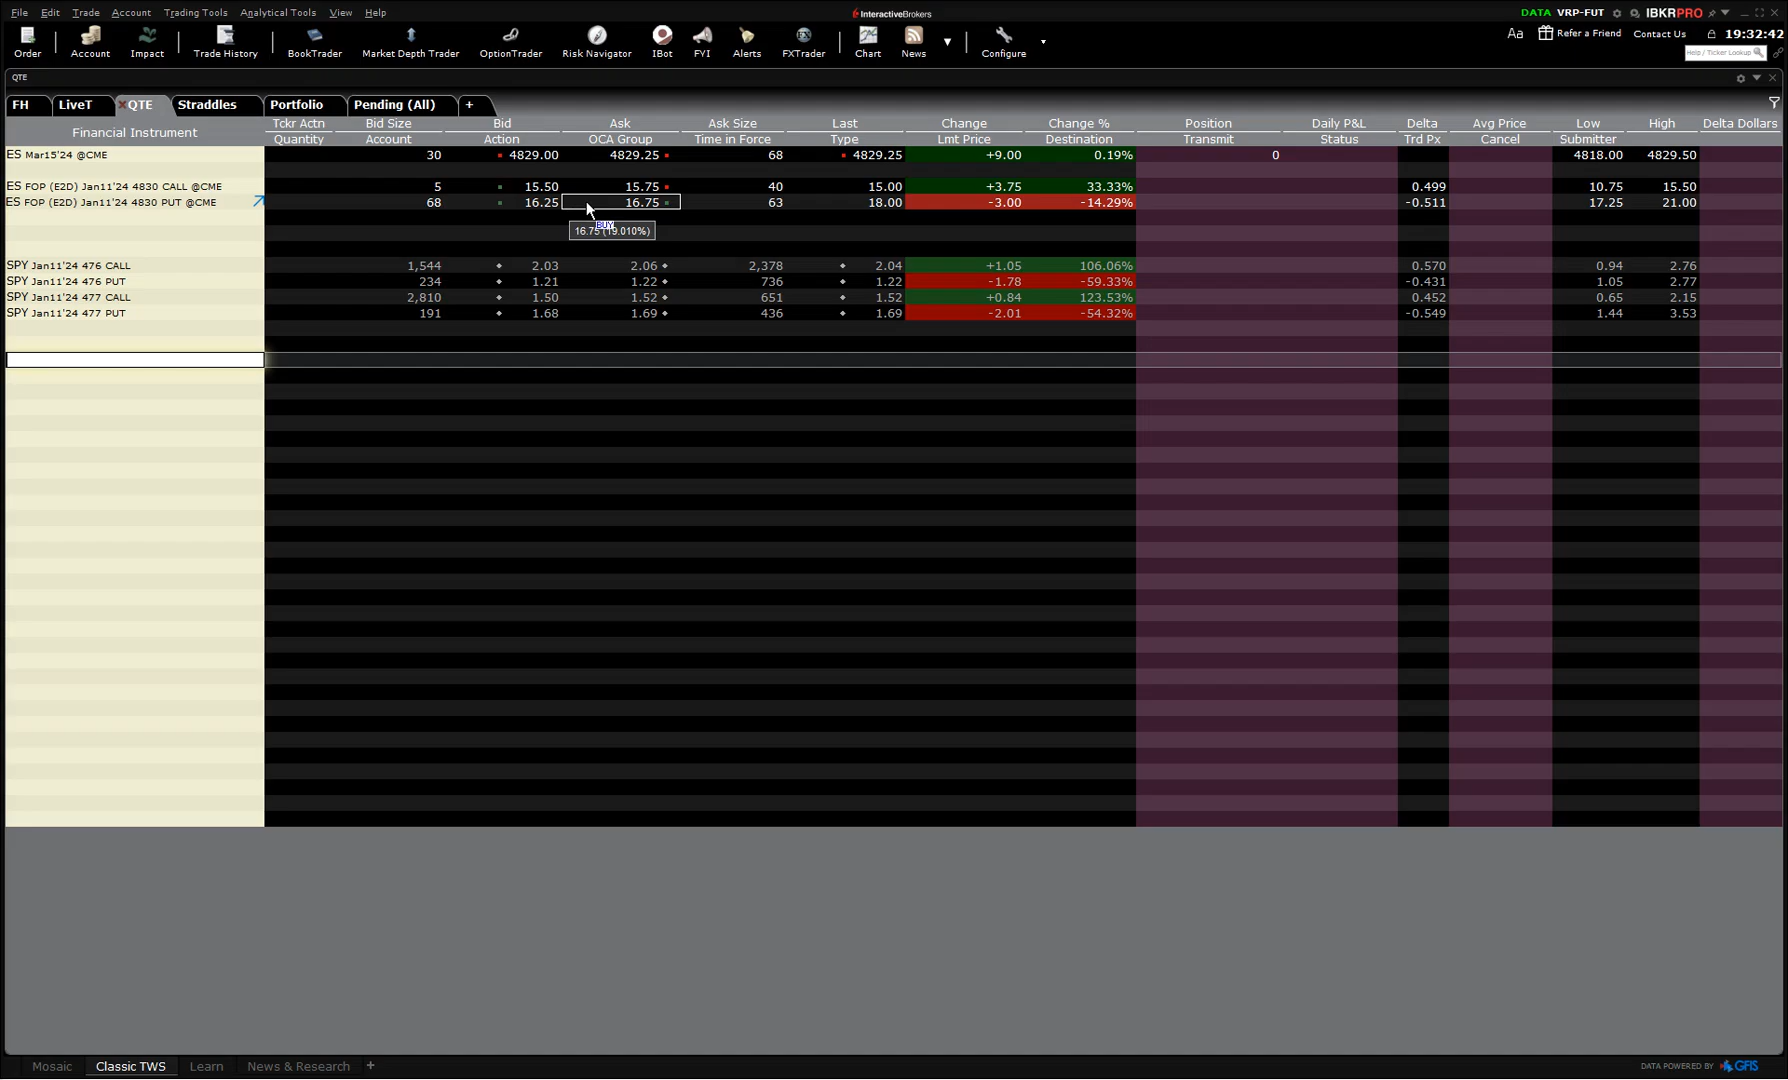 File Edit Trade Account Trading Tools Analytical Tools View Help InteractiveBrokers DATA VRP-FUT IBKRPRO
Order Account Impact Trade History BookTrader Market Depth Trader OptionTrader Risk Navigator IBot FYI Alerts FXTrader Chart News Configure Aa Refer a Friend Contact Us 19:32:42
Help / Ticker Lookup
QTE
FH LiveT QTE Straddles Portfolio Pending (All) +
Financial Instrument Tckr Actn Bid Size Bid Ask Ask Size Last Change Change % Position Daily P&L Delta Avg Price Low High Delta Dollars
Quantity Account Action OCA Group Time in Force Type Lmt Price Destination Transmit Status Trd Px Cancel Submitter
ES Mar15'24 @CME 30 4829.00 4829.25 68 4829.25 +9.00 0.19% 0 4818.00 4829.50
ES FOP (E2D) Jan11'24 4830 CALL @CME 5 15.50 15.75 40 15.00 +3.75 33.33% 0.499 10.75 15.50
ES FOP (E2D) Jan11'24 4830 PUT @CME 68 16.25 16.75 63 18.00 -3.00 -14.29% -0.511 17.25 21.00
BUY
16.75 (19.010%)
SPY Jan11'24 476 CALL 1,544 2.03 2.06 2,378 2.04 +1.05 106.06% 0.570 0.94 2.76
SPY Jan11'24 476 PUT 234 1.21 1.22 736 1.22 -1.78 -59.33% -0.431 1.05 2.77
SPY Jan11'24 477 CALL 2,810 1.50 1.52 651 1.52 +0.84 123.53% 0.452 0.65 2.15
SPY Jan11'24 477 PUT 191 1.68 1.69 436 1.69 -2.01 -54.32% -0.549 1.44 3.53
Mosaic Classic TWS Learn News & Research + DATA POWERED BY GFIS